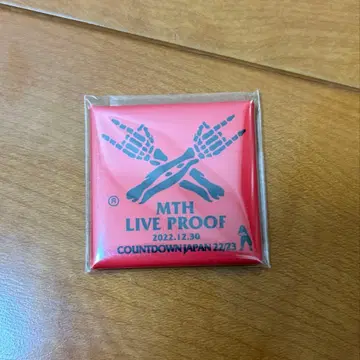 MTH
® LIVE PROOF
2022.12.30
COUNTDOWN JAPAN 22/23